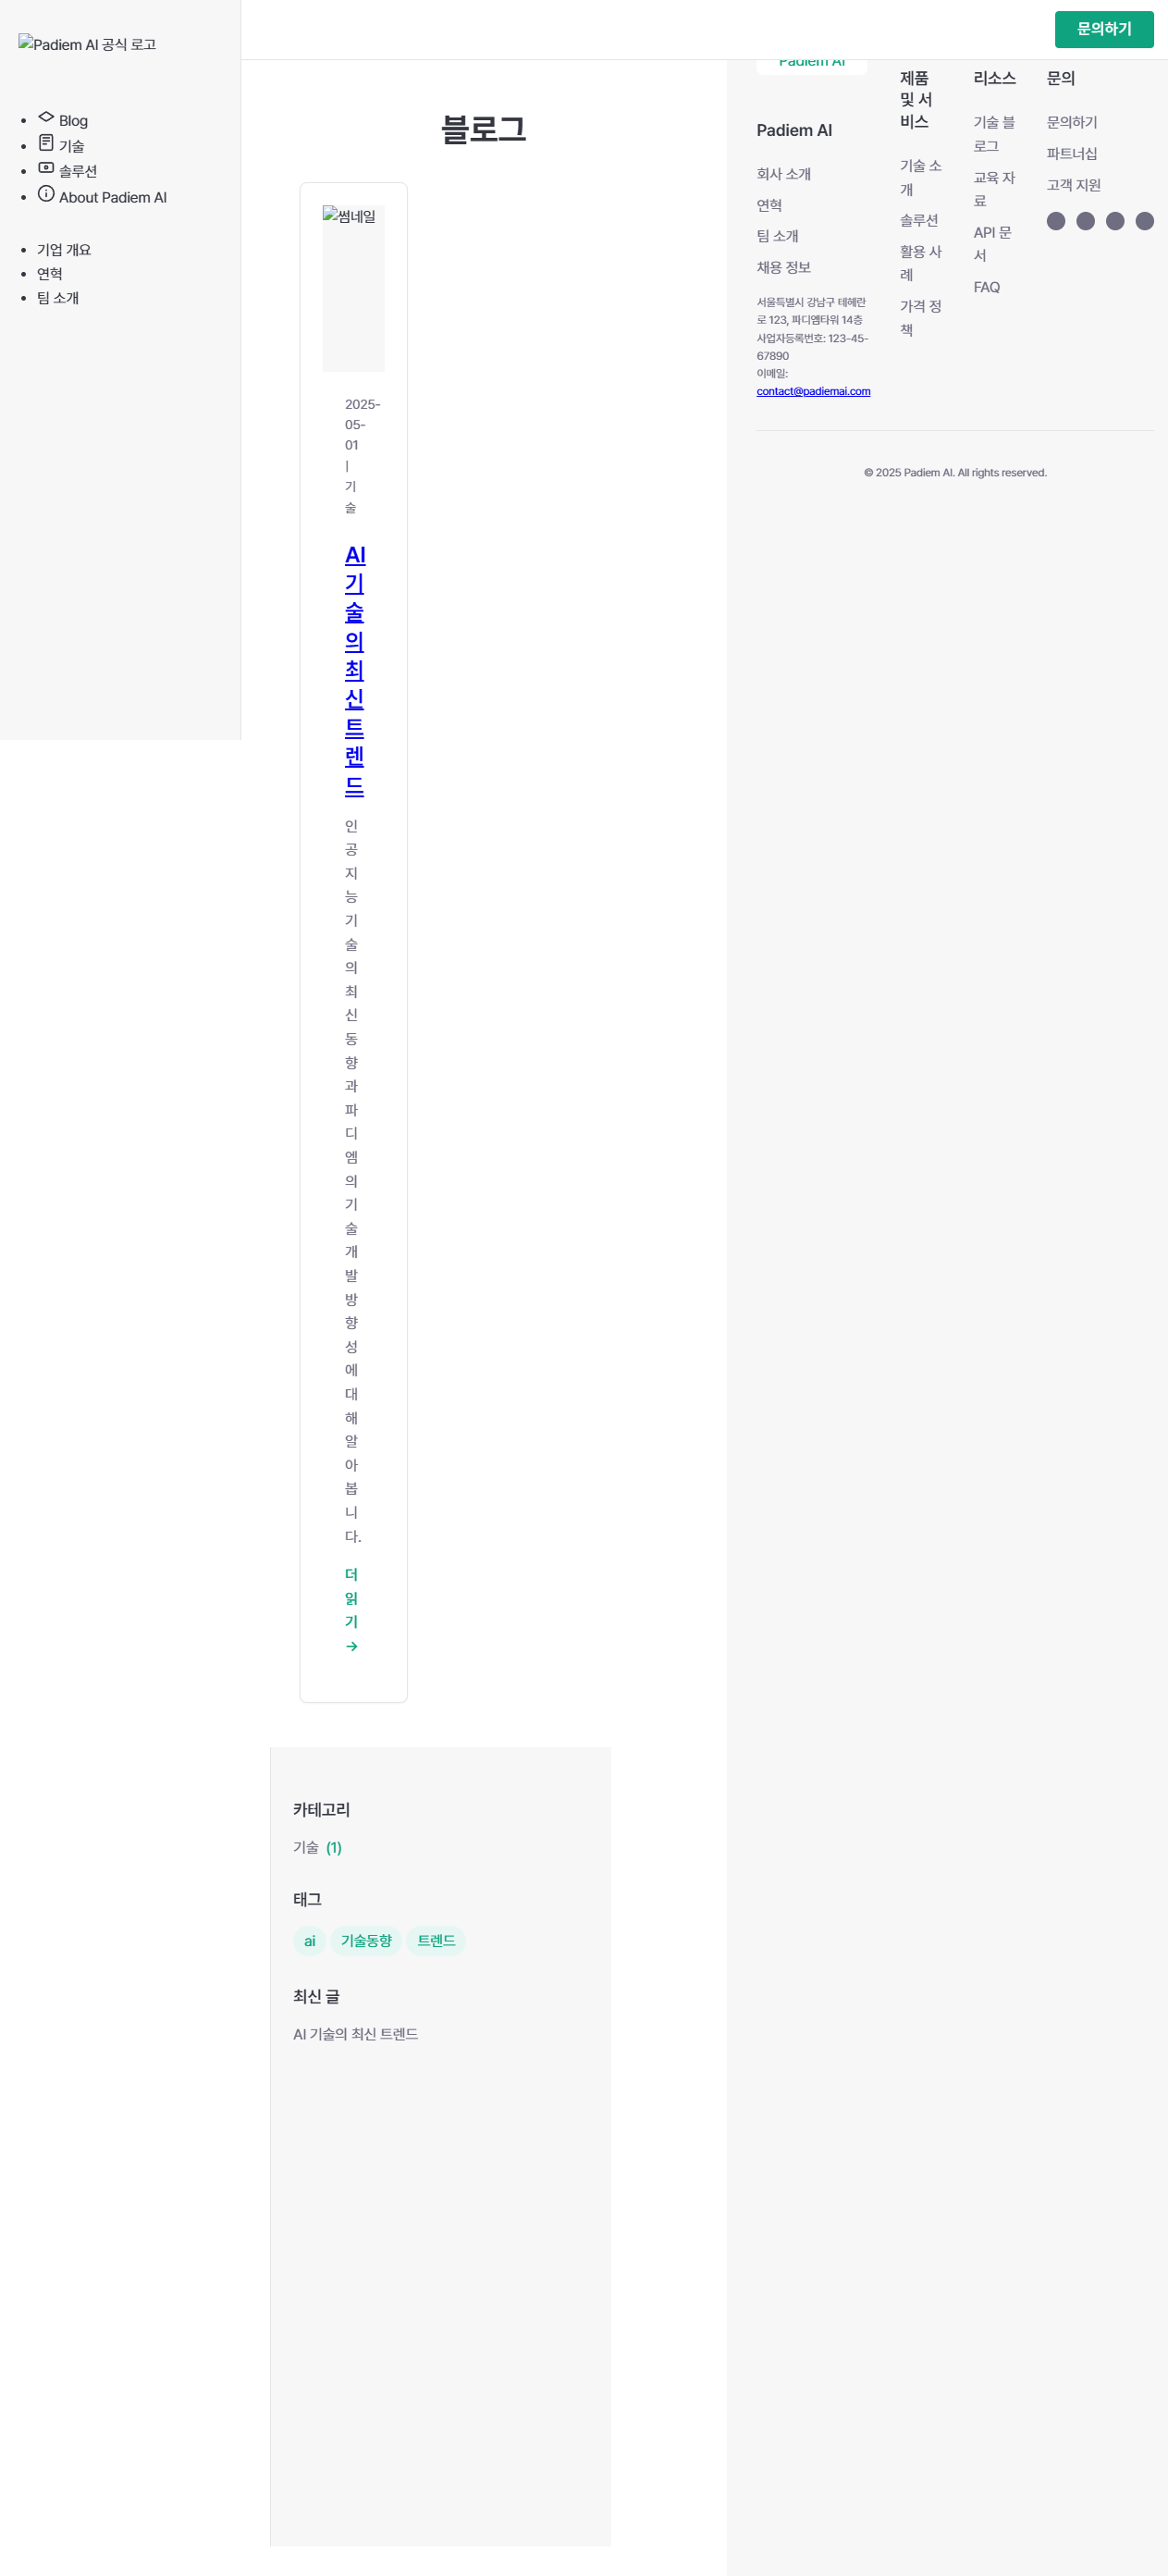 Padiem AI 공식 로고
Blog
기술
솔루션
About Padiem AI
기업 개요
연혁
팀 소개
문의하기
블로그
썸네일
2025-
05-
01
|
기
술
AI
기
술
의
최
신
트
렌
드
인
공
지
능
기
술
의
최
신
동
향
과
파
디
엠
의
기
술
개
발
방
향
성
에
대
해
알
아
봅
니
다.
더
읽
기
→
카테고리
기술 (1)
태그
ai 기술동향 트렌드
최신 글
AI 기술의 최신 트렌드
Padiem AI
Padiem AI
회사 소개
연혁
팀 소개
채용 정보
서울특별시 강남구 테헤란
로 123, 파디엠타워 14층
사업자등록번호: 123-45-
67890
이메일:
contact@padiemai.com
제품
및 서
비스
기술 소
개
솔루션
활용 사
례
가격 정
책
리소스
기술 블
로그
교육 자
료
API 문
서
FAQ
문의
문의하기
파트너십
고객 지원
© 2025 Padiem AI. All rights reserved.